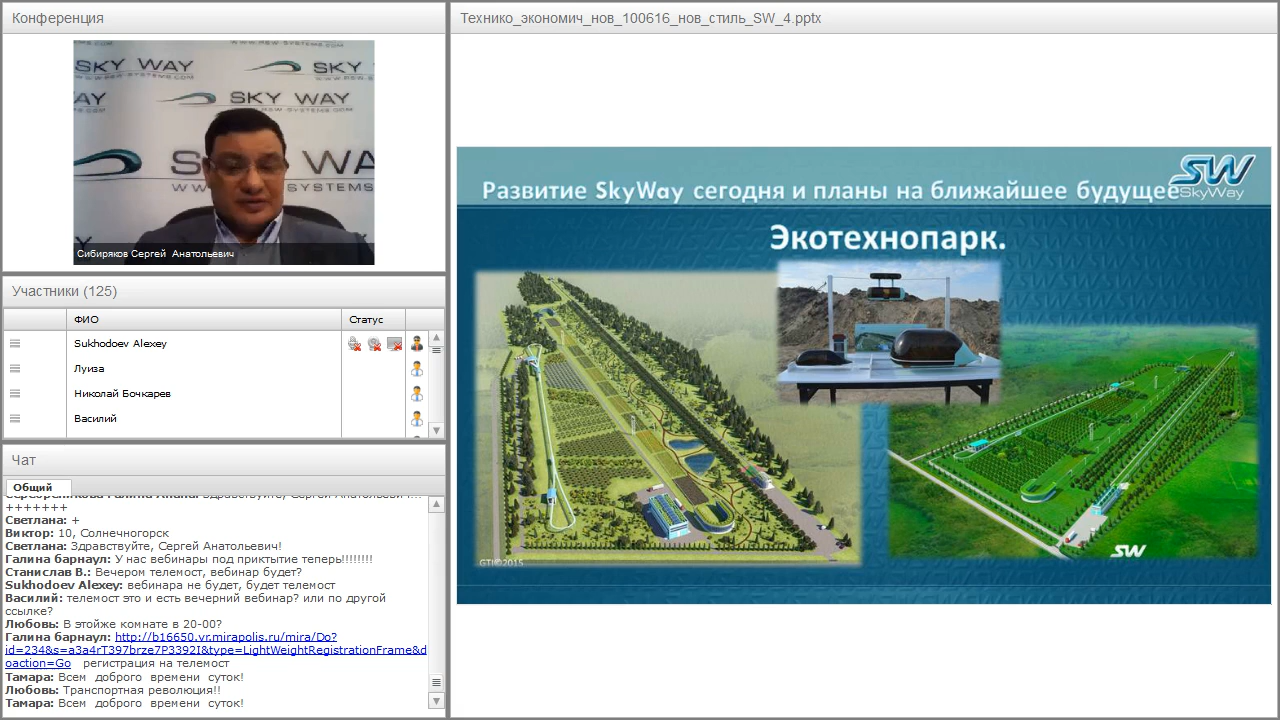 Конференция
SKY WAY
SKY WAY
SKY WAY
Сибиряков Сергей Анатольевич
Участники (125)
ФИО
Статус
Sukhodoev Alexey
Луиза
Николай Бочкарев
Василий
Чат
Общий
+++++++
Светлана: +
Виктор: 10, Солнечногорск
Светлана: Здравствуйте, Сергей Анатольевич!
Галина барнаул: У нас вебинары под приктытие теперь!!!!!!!!
Станислав В.: Вечером телемост, вебинар будет?
Sukhodoev Alexey: вебинара не будет, будет телемост
Василий: телемост это и есть вечерний вебинар? или по другой
ссылке?
Любовь: В этойже комнате в 20-00?
Галина барнаул: http://b16650.vr.mirapolis.ru/mira/Do?
id=234&s=a3a4rT397brze7P3392I&type=LightWeightRegistrationFrame&d
oaction=Go регистрация на телемост
Тамара: Всем доброго времени суток!
Любовь: Транспортная революция!!
Тамара: Всем доброго времени суток!
Технико_экономич_нов_100616_нов_стиль_SW_4.pptx
Развитие SkyWay сегодня и планы на ближайшее будущее
SW
SkyWay
Экотехнопарк.
GTI©2015
SW